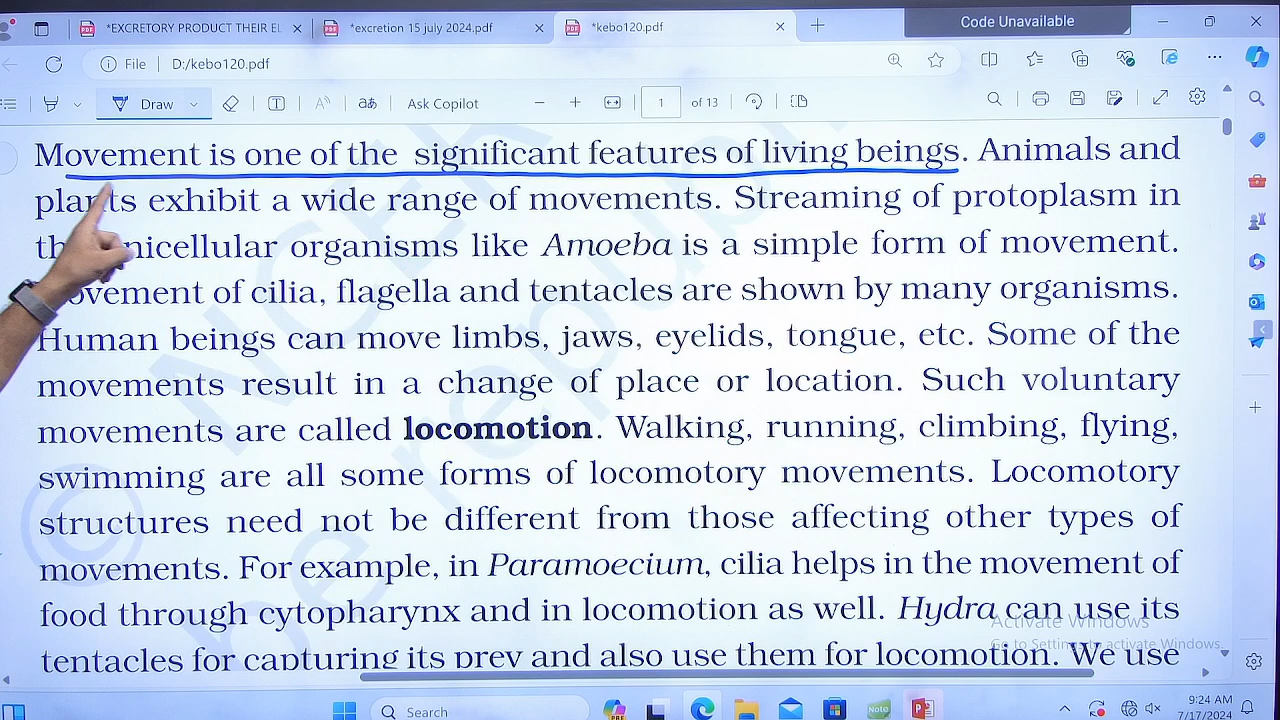 *EXCRETORY PRODUCT THEIR EL
*excretion 15 july 2024.pdf
*kebo120.pdf
Code Unavailable
File D:/kebo120.pdf
Draw
Ask Copilot
1 of 13
Movement is one of the significant features of living beings. Animals and
plants exhibit a wide range of movements. Streaming of protoplasm in
nicellular organisms like Amoeba is a simple form of movement.
ovement of cilia, flagella and tentacles are shown by many organisms.
Human beings can move limbs, jaws, eyelids, tongue, etc. Some of the
movements result in a change of place or location. Such voluntary
movements are called locomotion. Walking, running, climbing, flying,
swimming are all some forms of locomotory movements. Locomotory
structures need not be different from those affecting other types of
movements. For example, in Paramoecium, cilia helps in the movement of
food through cytopharynx and in locomotion as well. Hydra can use its
tentacles for capturing its prey and also use them for locomotion. We use
Activate Windows
Go to Settings to activate Windows.
Search
9:24 AM
7/17/2024